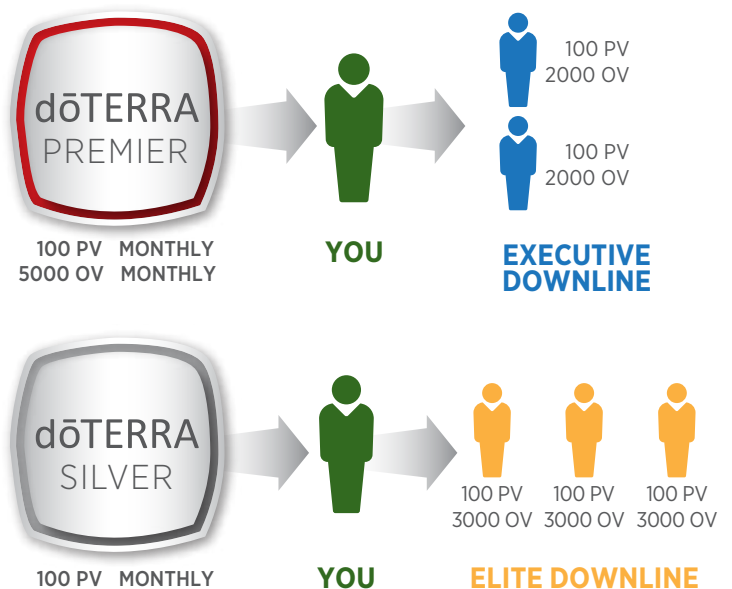 dōTERRA
PREMIER
100 PV MONTHLY
5000 OV MONTHLY
YOU
100 PV
2000 OV
100 PV
2000 OV
EXECUTIVE
DOWNLINE
dōTERRA
SILVER
100 PV MONTHLY
YOU
100 PV 100 PV 100 PV
3000 OV 3000 OV 3000 OV
ELITE DOWNLINE